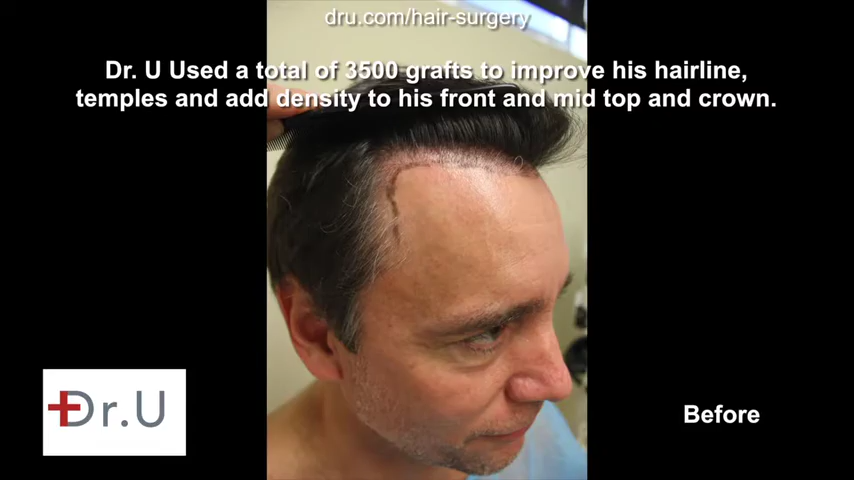 dru.com/hair-surgery
Dr. U Used a total of 3500 grafts to improve his hairline,
temples and add density to his front and mid top and crown.
Dr.U
Before